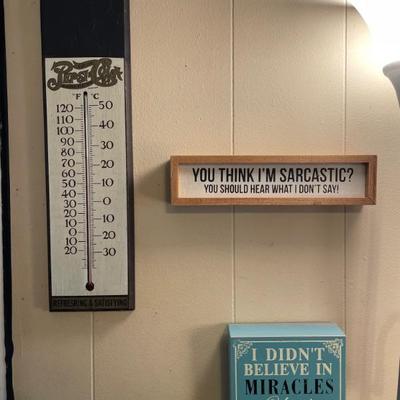 Pepsi-Cola
°F °C
120 50
110
100 40
90 30
80
70 20
60
50 10
40
30 0
20
10 10
0
10 20
20 30
REFRESHING & SATISFYING
YOU THINK I'M SARCASTIC?
YOU SHOULD HEAR WHAT I DON'T SAY!
I DIDN'T
BELIEVE IN
MIRACLES